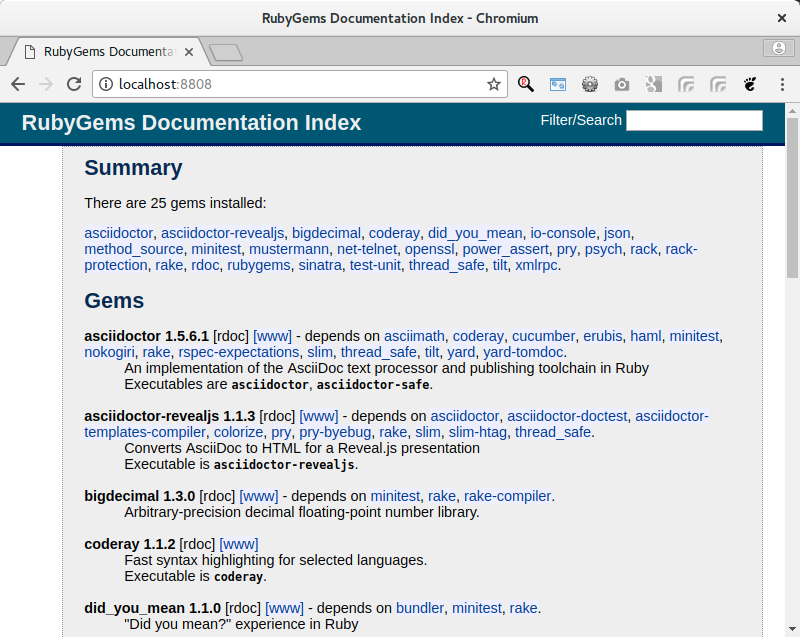 RubyGems Documentation Index - Chromium
RubyGems Documenta
localhost:8808
RubyGems Documentation Index
Filter/Search
Summary
There are 25 gems installed:
asciidoctor, asciidoctor-revealjs, bigdecimal, coderay, did_you_mean, io-console, json,
method_source, minitest, mustermann, net-telnet, openssl, power_assert, pry, psych, rack, rack-
protection, rake, rdoc, rubygems, sinatra, test-unit, thread_safe, tilt, xmlrpc.
Gems
asciidoctor 1.5.6.1 [rdoc] [www] - depends on asciimath, coderay, cucumber, erubis, haml, minitest,
nokogiri, rake, rspec-expectations, slim, thread_safe, tilt, yard, yard-tomdoc.
An implementation of the AsciiDoc text processor and publishing toolchain in Ruby
Executables are asciidoctor, asciidoctor-safe.
asciidoctor-revealjs 1.1.3 [rdoc] [www] - depends on asciidoctor, asciidoctor-doctest, asciidoctor-
templates-compiler, colorize, pry, pry-byebug, rake, slim, slim-htag, thread_safe.
Converts AsciiDoc to HTML for a Reveal.js presentation
Executable is asciidoctor-revealjs.
bigdecimal 1.3.0 [rdoc] [www] - depends on minitest, rake, rake-compiler.
Arbitrary-precision decimal floating-point number library.
coderay 1.1.2 [rdoc] [www]
Fast syntax highlighting for selected languages.
Executable is coderay.
did_you_mean 1.1.0 [rdoc] [www] - depends on bundler, minitest, rake.
"Did you mean?" experience in Ruby